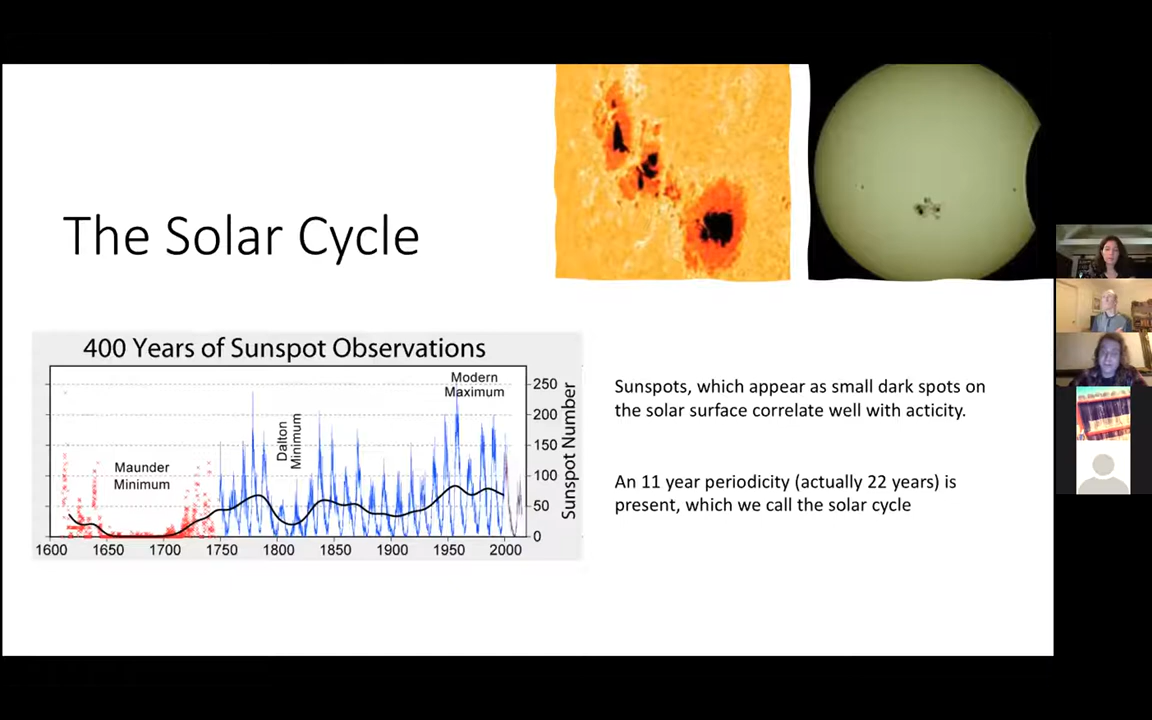 The Solar Cycle
400 Years of Sunspot Observations
Modern
Maximum
Dalton
Minimum
Maunder
Minimum
250
200
150
100
50
0
Sunspot Number
1600 1650 1700 1750 1800 1850 1900 1950 2000
Sunspots, which appear as small dark spots on
the solar surface correlate well with acticity.
An 11 year periodicity (actually 22 years) is
present, which we call the solar cycle